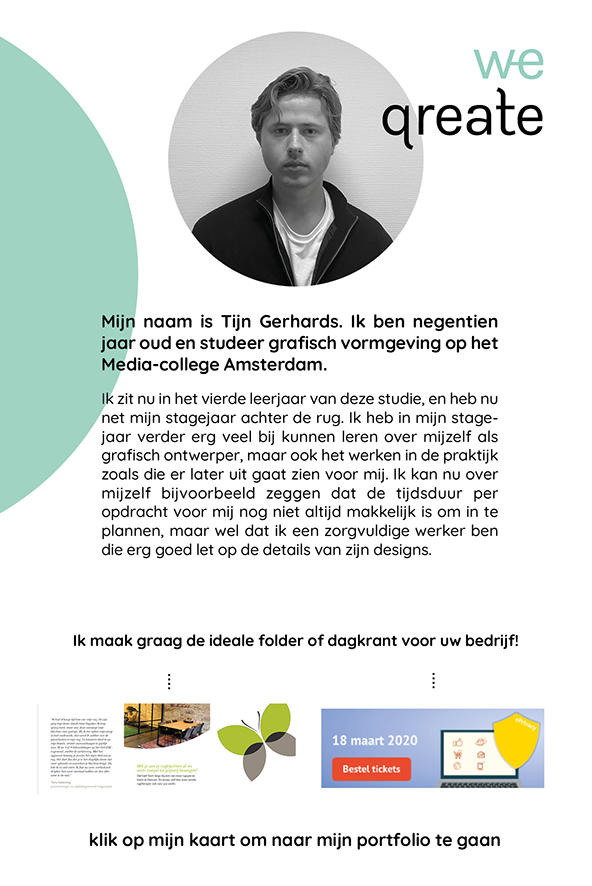 we
qreate
Mijn naam is Tijn Gerhards. Ik ben negentien
jaar oud en studeer grafisch vormgeving op het
Media-college Amsterdam.
Ik zit nu in het vierde leerjaar van deze studie, en heb nu
net mijn stagejaar achter de rug. Ik heb in mijn stage-
jaar verder erg veel bij kunnen leren over mijzelf als
grafisch ontwerper, maar ook het werken in de praktijk
zoals die er later uit gaat zien voor mij. Ik kan nu over
mijzelf bijvoorbeeld zeggen dat de tijdsduur per
opdracht voor mij nog niet altijd makkelijk is om in te
plannen, maar wel dat ik een zorgvuldige werker ben
die erg goed let op de details van zijn designs.
Ik maak graag de ideale folder of dagkrant voor uw bedrijf!
18 maart 2020
Bestel tickets
klik op mijn kaart om naar mijn portfolio te gaan